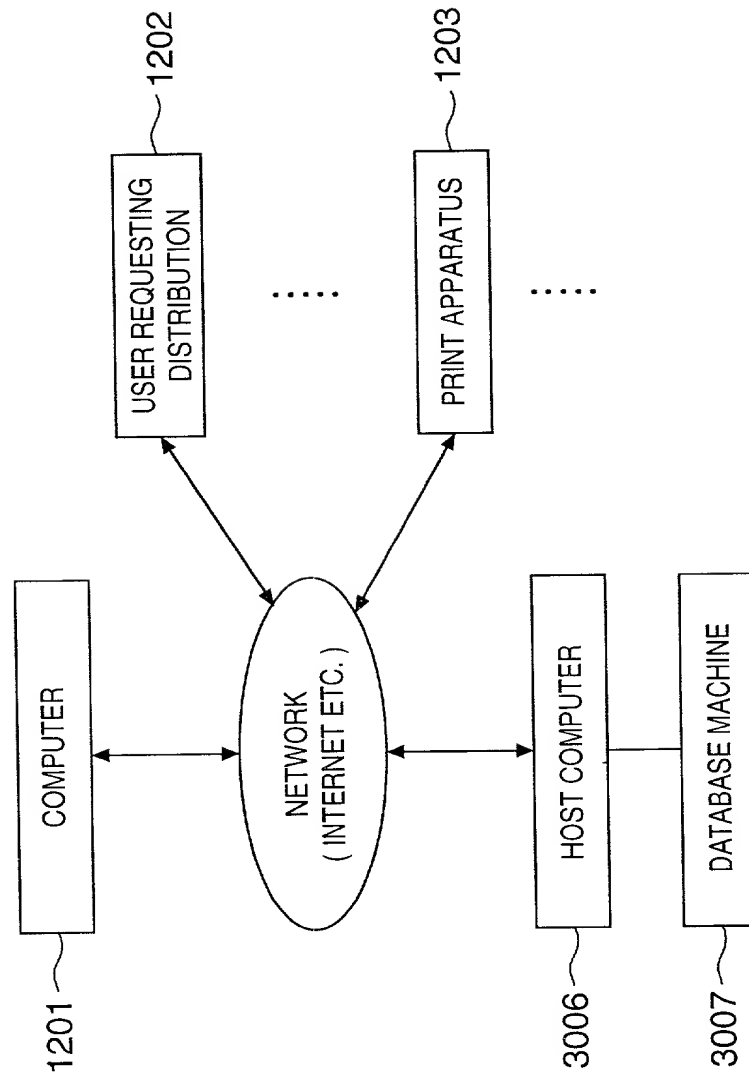 1201
COMPUTER
NETWORK
( INTERNET ETC. )
USER REQUESTING
DISTRIBUTION
1202
.....
PRINT APPARATUS
1203
.....
HOST COMPUTER
3006
DATABASE MACHINE
3007